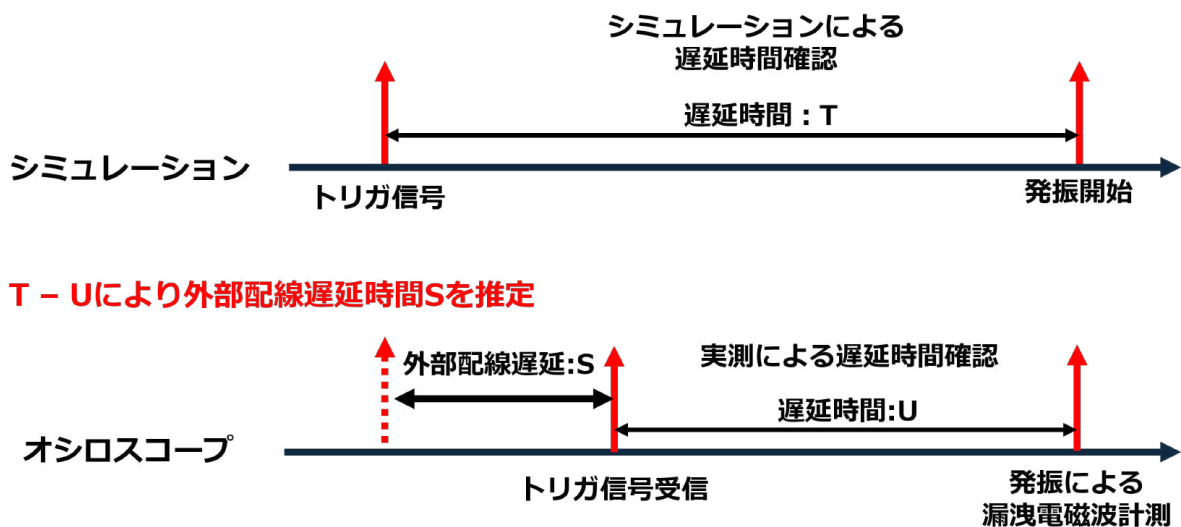 シミュレーションによる
遅延時間確認
遅延時間：T
シミュレーション
トリガ信号
発振開始
T – Uにより外部配線遅延時間Sを推定
外部配線遅延:S
実測による遅延時間確認
遅延時間:U
オシロスコープ
トリガ信号受信
発振による
漏洩電磁波計測